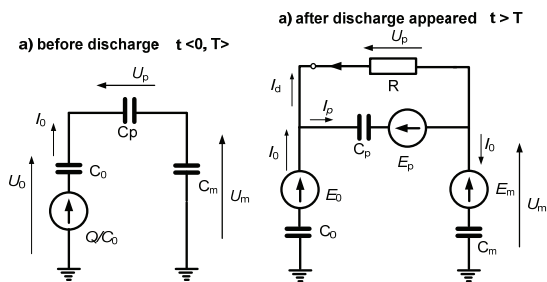 a) before discharge t <0, T>
a) after discharge appeared t > T
Up
I0
Cp
C0
U0
Cm
Um
Q/C0
Up
R
Id
Ip
I0
Cp
Ep
I0
E0
Em
Um
C0
Cm